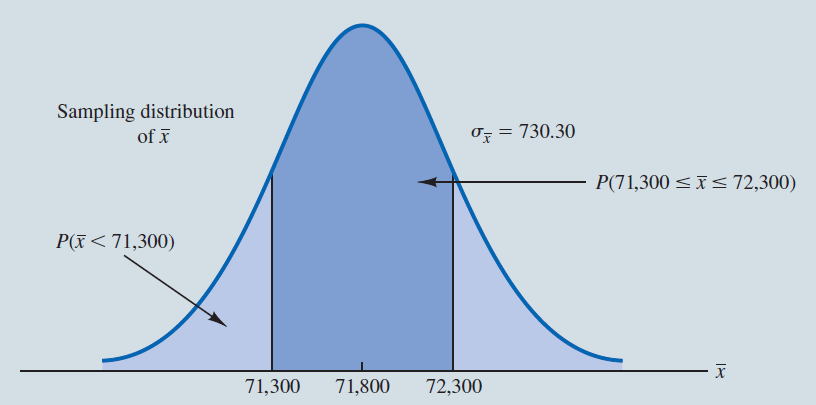 Sampling distribution
of x̄
σx̄ = 730.30
P(71,300 ≤ x̄ ≤ 72,300)
P(x̄ < 71,300)
x̄
71,300 71,800 72,300